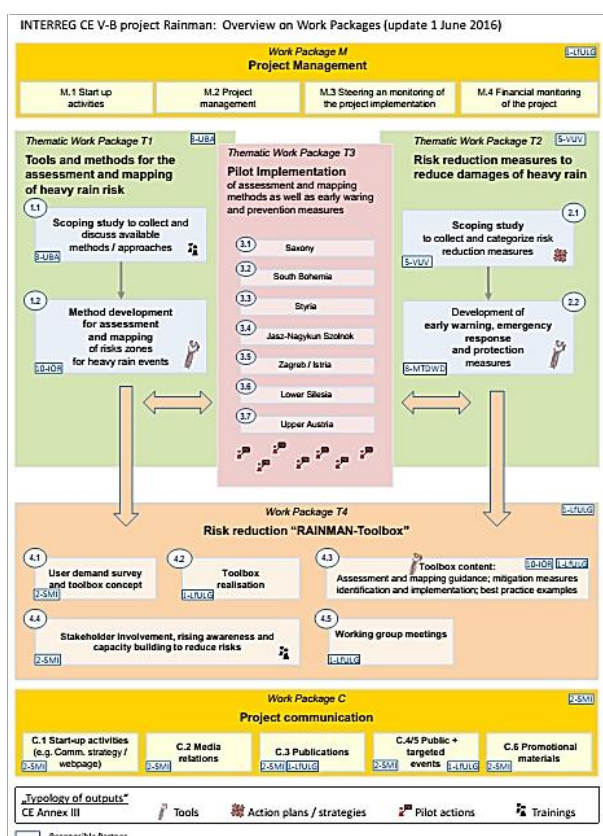 INTERREG CE V-B project Rainman: Overview on Work Packages (update 1 June 2016)
Work Package M
1-LfULG
Project Management
M.1 Start up
activities
M.2 Project
management
M.3 Steering an monitoring of
the project implementation
M.4 Financial monitoring
of the project
Thematic Work Package T1
3-UBA
Tools and methods for the
assessment and mapping
of heavy rain risk
1.1
Scoping study to collect and
discuss available
methods / approaches
3-UBA
1.2
Method development
for assessment
and mapping
of risks zones
for heavy rain events
10-IOR
Thematic Work Package T3
Pilot Implementation
of assessment and mapping
methods as well as early waring
and prevention measures
3.1
Saxony
3.2
South Bohemia
3.3
Styria
3.4
Jasz-Nagykun Szolnok
3.5
Zagreb / Istria
3.6
Lower Silesia
3.7
Upper Austria
Thematic Work Package T2
5-VUV
Risk reduction measures to
reduce damages of heavy rain
2.1
Scoping study
to collect and categorize risk
reduction measures
5-VUV
2.2
Development of
early warning, emergency
response
and protection
measures
8-MTDWD
Work Package T4
1-LfULG
Risk reduction "RAINMAN-Toolbox"
4.1
User demand survey
and toolbox concept
2-SMI
4.2
Toolbox
realisation
1-LfULG
4.3
Toolbox content:
10-IOR
1-LfULG
Assessment and mapping guidance; mitigation measures
identification and implementation; best practice examples
4.4
Stakeholder involvement, rising awareness and
capacity building to reduce risks
2-SMI
4.5
Working group meetings
1-LfULG
Work Package C
2-SMI
Project communication
C.1 Start-up activities
(e.g. Comm. strategy /
webpage)
2-SMI
C.2 Media
relations
2-SMI
C.3 Publications
2-SMI
1-LfULG
C.4/5 Public +
targeted
events
2-SMI
1-LfULG
C.6 Promotional
materials
2-SMI
„Typology of outputs"
CE Annex III
Tools
Action plans / strategies
Pilot actions
Trainings